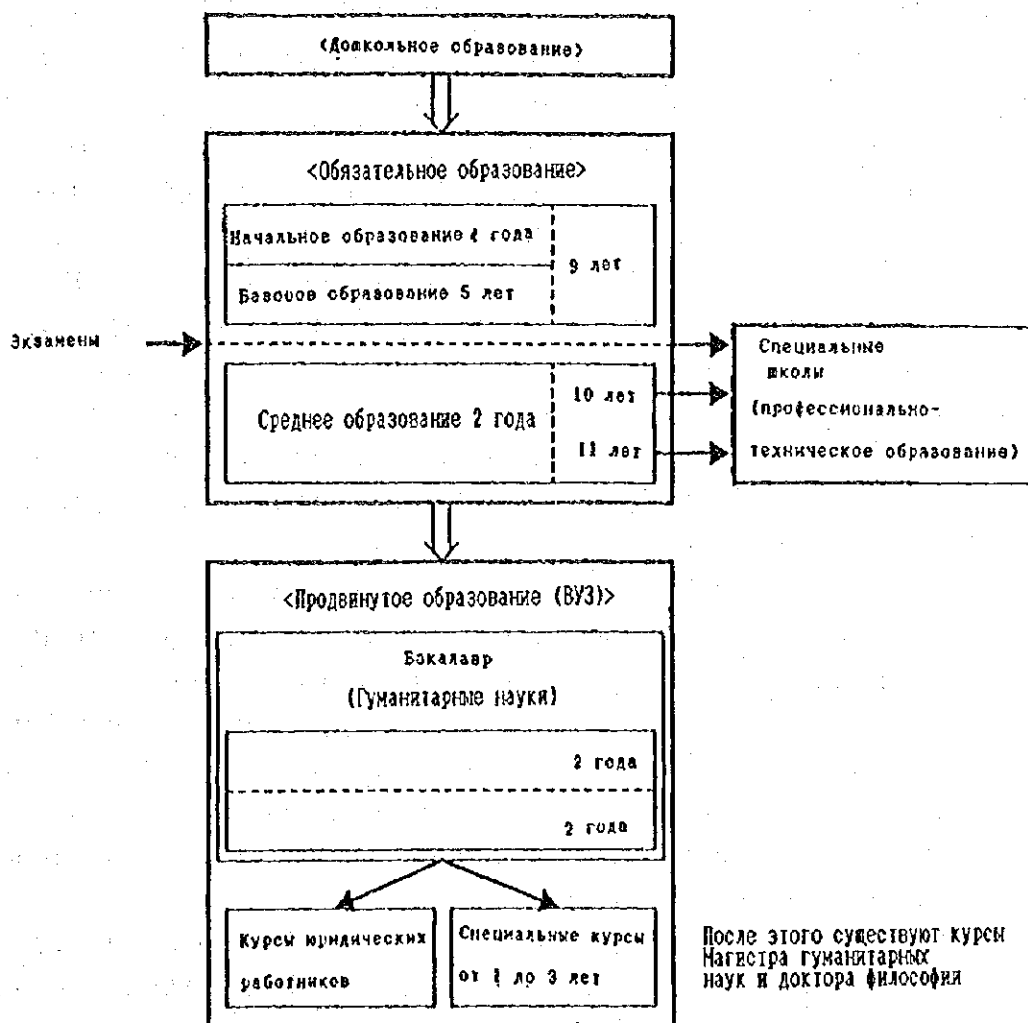 (Дошкольное образование)
<Обязательное образование>
Начальное образование года
9 лет
Базовое образование 5 лет
Экзамены
Специальные
школы
(профессионально-
техническое образование)
10 лет
Среднее образование 2 года
11 лет
<Продвинутое образование (ВУЗ)>
Бакалавр
(Гуманитарные науки)
2 года
2 года
Курсы юридических
работников
Специальные курсы
от до 3 лет
После этого существуют курсы
Магистра гуманитарных
наук и доктора философии